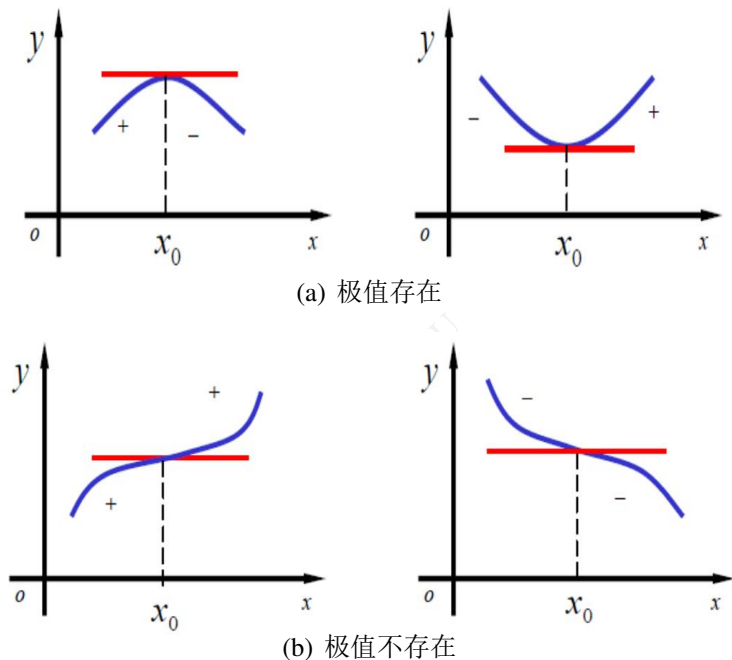 y y
+ − − +
o x₀ x o x₀ x
(a) 极值存在
y + y −
+ −
o x₀ x o x₀ x
(b) 极值不存在